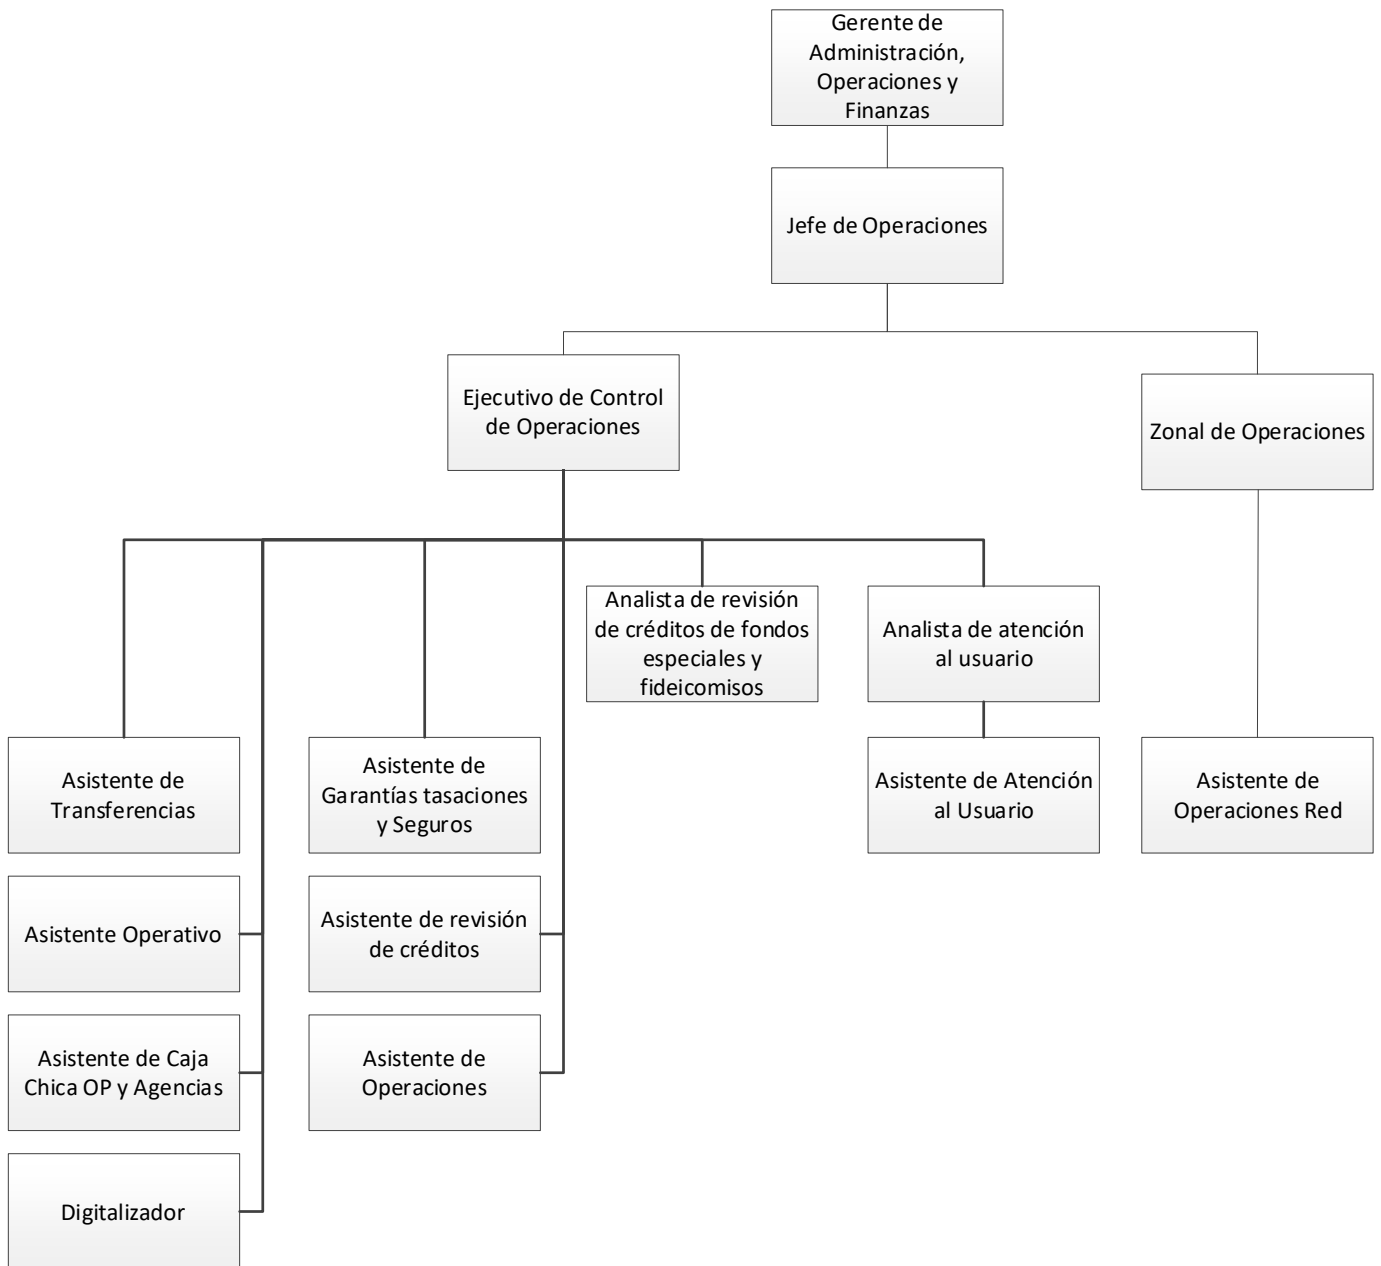 Gerente de
Administración,
Operaciones y
Finanzas
Jefe de Operaciones
Ejecutivo de Control
de Operaciones
Zonal de Operaciones
Analista de revisión
de créditos de fondos
especiales y
fideicomisos
Analista de atención
al usuario
Asistente de
Transferencias
Asistente de
Garantías tasaciones
y Seguros
Asistente de Atención
al Usuario
Asistente de
Operaciones Red
Asistente Operativo
Asistente de revisión
de créditos
Asistente de Caja
Chica OP y Agencias
Asistente de
Operaciones
Digitalizador